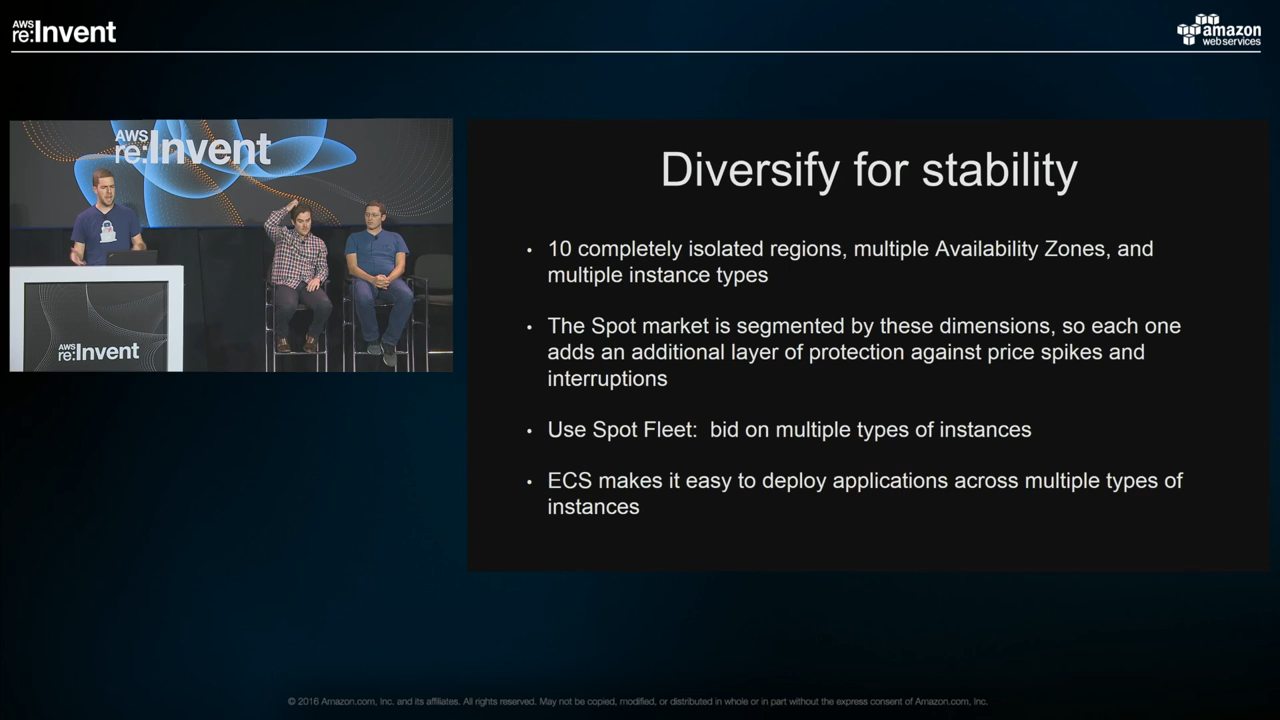 AWS
re:Invent
amazon
web services
AWS
re:Invent
AWS
re:Invent
Diversify for stability
• 10 completely isolated regions, multiple Availability Zones, and
multiple instance types
• The Spot market is segmented by these dimensions, so each one
adds an additional layer of protection against price spikes and
interruptions
• Use Spot Fleet:  bid on multiple types of instances
• ECS makes it easy to deploy applications across multiple types of
instances
© 2016 Amazon.com, Inc. and its affiliates. All rights reserved. May not be copied, modified, or distributed in whole or in part without the express consent of Amazon.com, Inc.